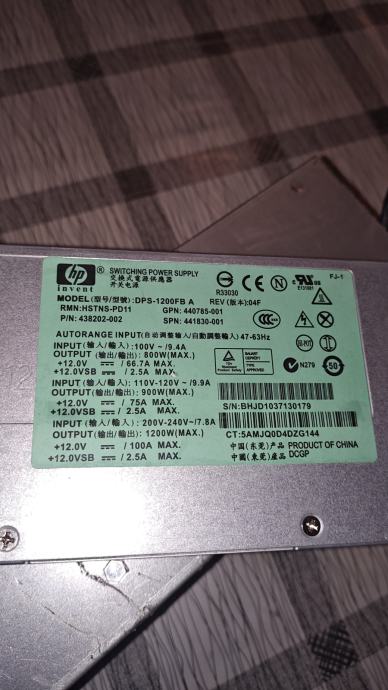 hp
invent
®
SWITCHING POWER SUPPLY
交換式電源供應器
开关电源
R33030
E131881
FJ-1
MODEL(型号/型號):DPS-1200FB A REV (版本):04F
RMN:HSTNS-PD11 GPN: 440785-001
P/N: 438202-002 SPN: 441830-001
AUTORANGE INPUT(自动调整输入/自動調整輸入) 47-63Hz
INPUT (输入/輸入): 100V~ /9.4A
OUTPUT (输出/輸出): 800W(MAX.)
+12.0V / 66.7A MAX.
+12.0VSB / 2.5A MAX.
INPUT (输入/輸入): 110V-120V~ /9.9A
OUTPUT (输出/輸出): 900W(MAX.)
+12.0V / 75A MAX.
+12.0VSB / 2.5A MAX.
INPUT (输入/輸入): 200V-240V~/7.8A
OUTPUT (输出/輸出): 1200W(MAX.)
+12.0V / 100A MAX.
+12.0VSB / 2.5A MAX.
N279
50
S/N:BHJD1037130179
CT:5AMJQ0D4DZG144
中国(东莞)产品 PRODUCT OF CHINA
中國(東莞)產品 DCGP